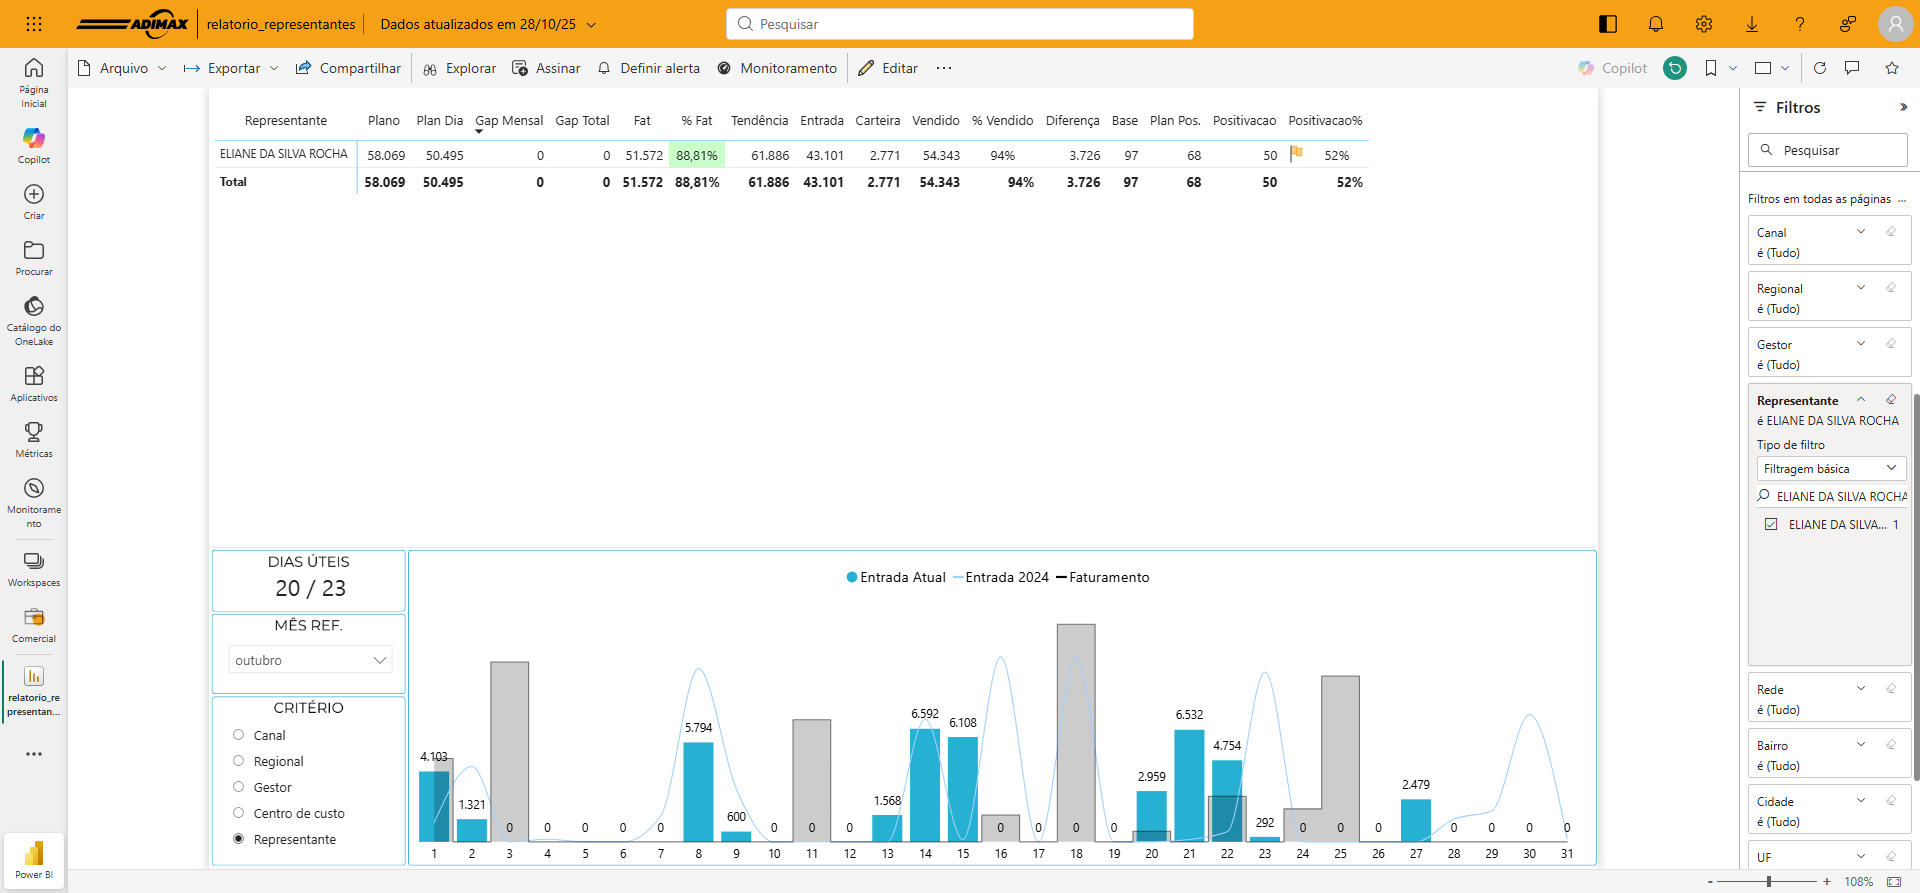 ADIMAX
relatorio_representantes
Dados atualizados em 28/10/25
Pesquisar
Arquivo
Exportar
Compartilhar
Explorar
Assinar
Definir alerta
Monitoramento
Editar
Copilot
Página Inicial
Copilot
Criar
Procurar
Catálogo do OneLake
Aplicativos
Métricas
Monitorame
nto
Workspaces
Comercial
relatorio_re
presentan...
Power BI
Representante Plano Plan Dia Gap Mensal Gap Total Fat % Fat Tendência Entrada Carteira Vendido % Vendido Diferença Base Plan Pos. Positivacao Positivacao%
ELIANE DA SILVA ROCHA 58.069 50.495 0 0 51.572 88,81% 61.886 43.101 2.771 54.343 94% 3.726 97 68 50 52%
Total 58.069 50.495 0 0 51.572 88,81% 61.886 43.101 2.771 54.343 94% 3.726 97 68 50 52%
DIAS ÚTEIS
20 / 23
MÊS REF.
outubro
CRITÉRIO
Canal
Regional
Gestor
Centro de custo
Representante
Entrada Atual Entrada 2024 Faturamento
4.103 1.321 0 0 0 0 0 5.794 600 0 0 0 1.568 6.592 6.108 0 0 0 0 2.959 6.532 4.754 292 0 0 0 2.479 0 0 0 0
1 2 3 4 5 6 7 8 9 10 11 12 13 14 15 16 17 18 19 20 21 22 23 24 25 26 27 28 29 30 31
Filtros
Pesquisar
Filtros em todas as páginas ...
Canal
é (Tudo)
Regional
é (Tudo)
Gestor
é (Tudo)
Representante
é ELIANE DA SILVA ROCHA
Tipo de filtro
Filtragem básica
ELIANE DA SILVA ROCHA
ELIANE DA SILVA... 1
Rede
é (Tudo)
Bairro
é (Tudo)
Cidade
é (Tudo)
UF
- + 108%